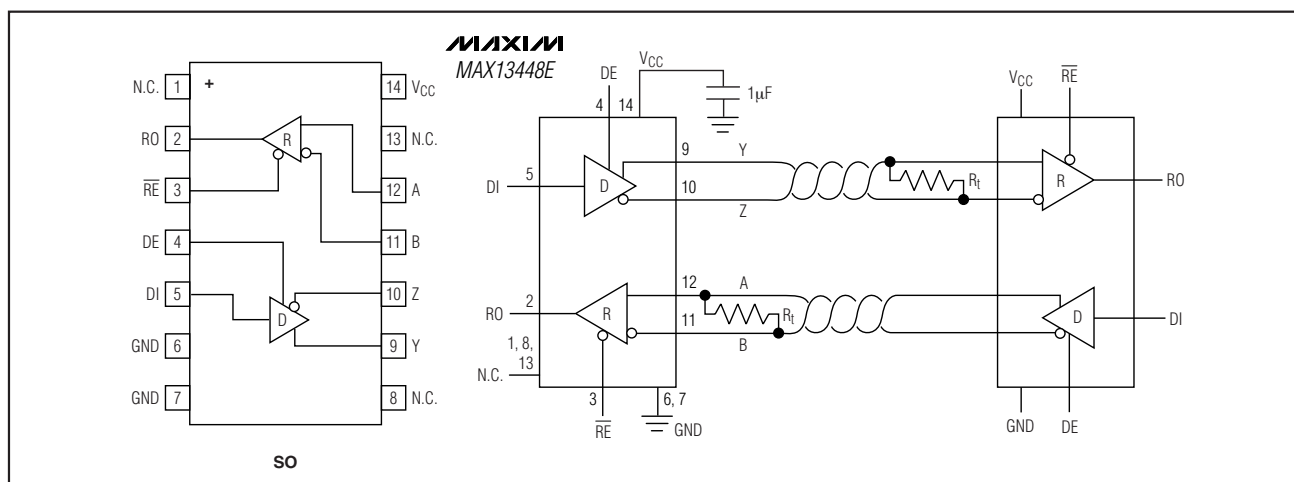 MAXIM
MAX13448E
N.C. 1
+
14 VCC
RO 2
R
13 N.C.
RE 3
12 A
DE 4
11 B
DI 5
D
10 Z
GND 6
9 Y
GND 7
8 N.C.
SO
DE
VCC
4
14
1µF
DI
5
D
9
Y
10
Z
Rt
RO
2
R
12
A
11
B
Rt
1, 8,
13
N.C.
3
RE
6, 7
GND
VCC
RE
R
RO
D
DI
GND
DE